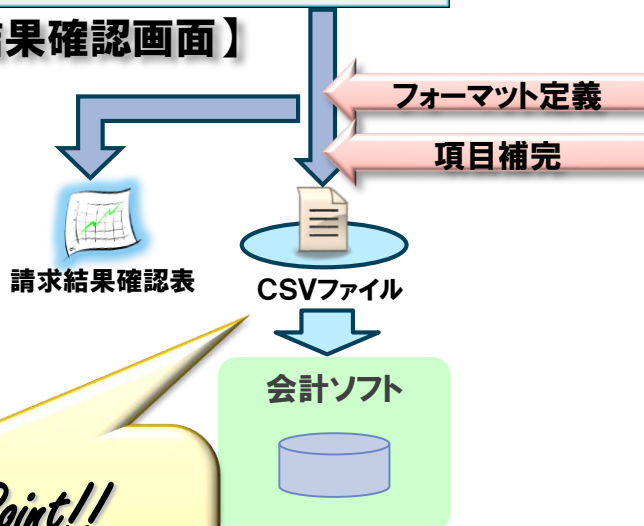 果確認画面】
フォーマット定義
項目補完
請求結果確認表
CSVファイル
会計ソフト
Point!!